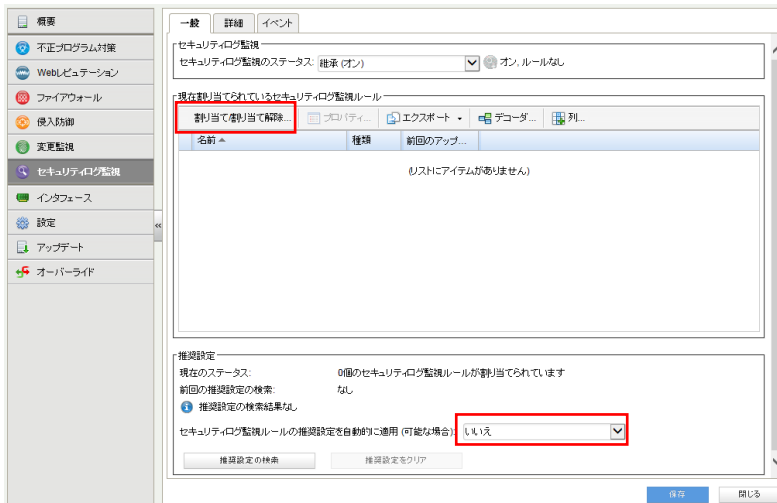 概要
不正プログラム対策
Webレピュテーション
ファイアウォール
侵入防御
変更監視
セキュリティログ監視
インタフェース
設定
アップデート
オーバーライド
«
一般 詳細 イベント
セキュリティログ監視
セキュリティログ監視のステータス: 継承 (オン) オン, ルールなし
現在割り当てられているセキュリティログ監視ルール
割り当て/割り当て解除... プロパティ... エクスポート デコーダ... 列...
名前 種類 前回のアップ...
(リストにアイテムがありません)
推奨設定
現在のステータス: 0個のセキュリティログ監視ルールが割り当てられています
前回の推奨設定の検索: なし
推奨設定の検索結果なし
セキュリティログ監視ルールの推奨設定を自動的に適用 (可能な場合): いいえ
推奨設定の検索 推奨設定をクリア
保存 閉じる